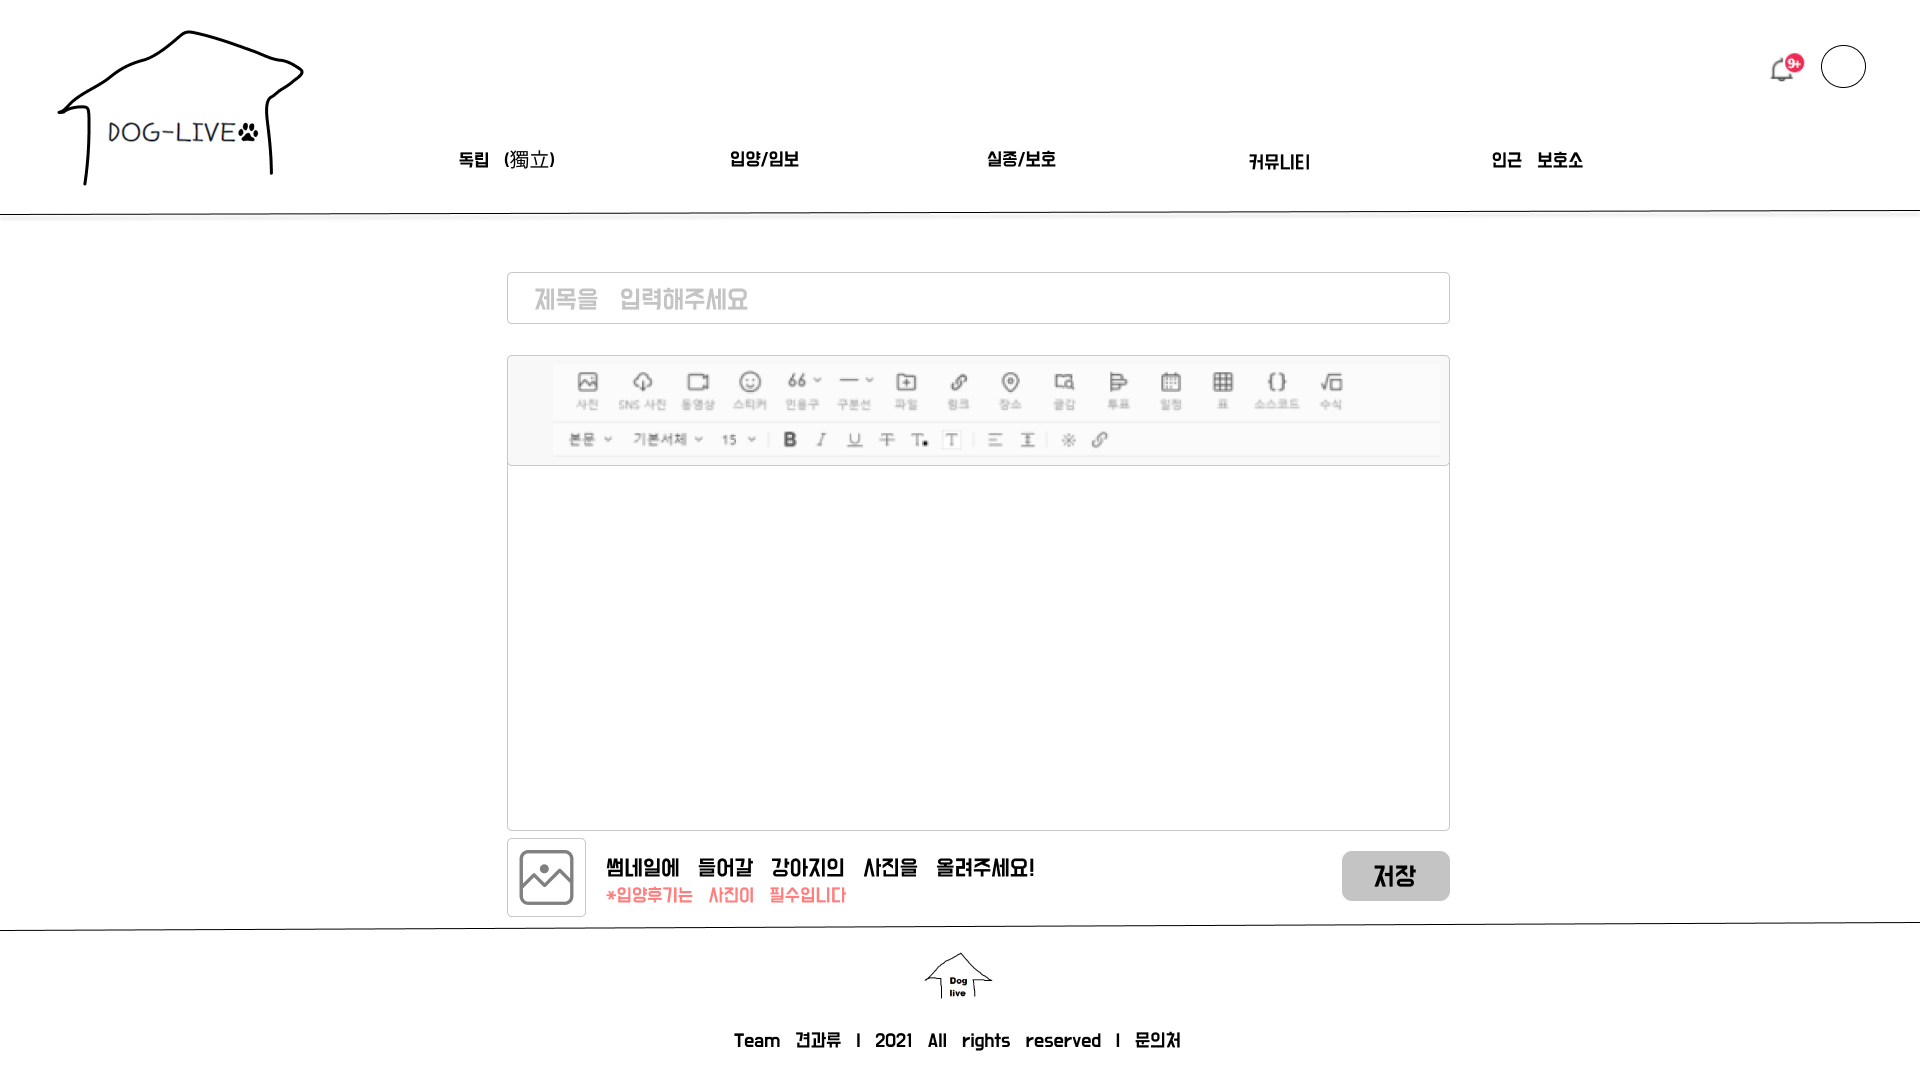 DOG-LIVE
9+
독립 (獨立)
입양/임보
실종/보호
커뮤니티
인근 보호소
제목을 입력해주세요
사진 SNS 사진 동영상 스티커 인용구 구분선 파일 링크 장소 글감 투표 일정 표 소스코드 수식
본문 기본서체 15 B I U T T T
썸네일에 들어갈 강아지의 사진을 올려주세요!
*입양후기는 사진이 필수입니다
저장
Dog
live
Team 견과류 | 2021 All rights reserved | 문의처